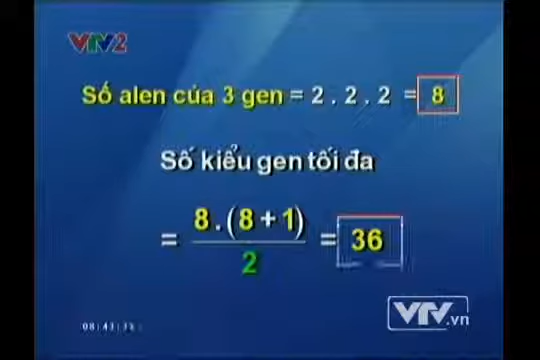 VTV2
Số alen của 3 gen = 2 . 2 . 2 = 8
Số kiểu gen tối đa
= 8 . (8 + 1) / 2 = 36
VTV.vn